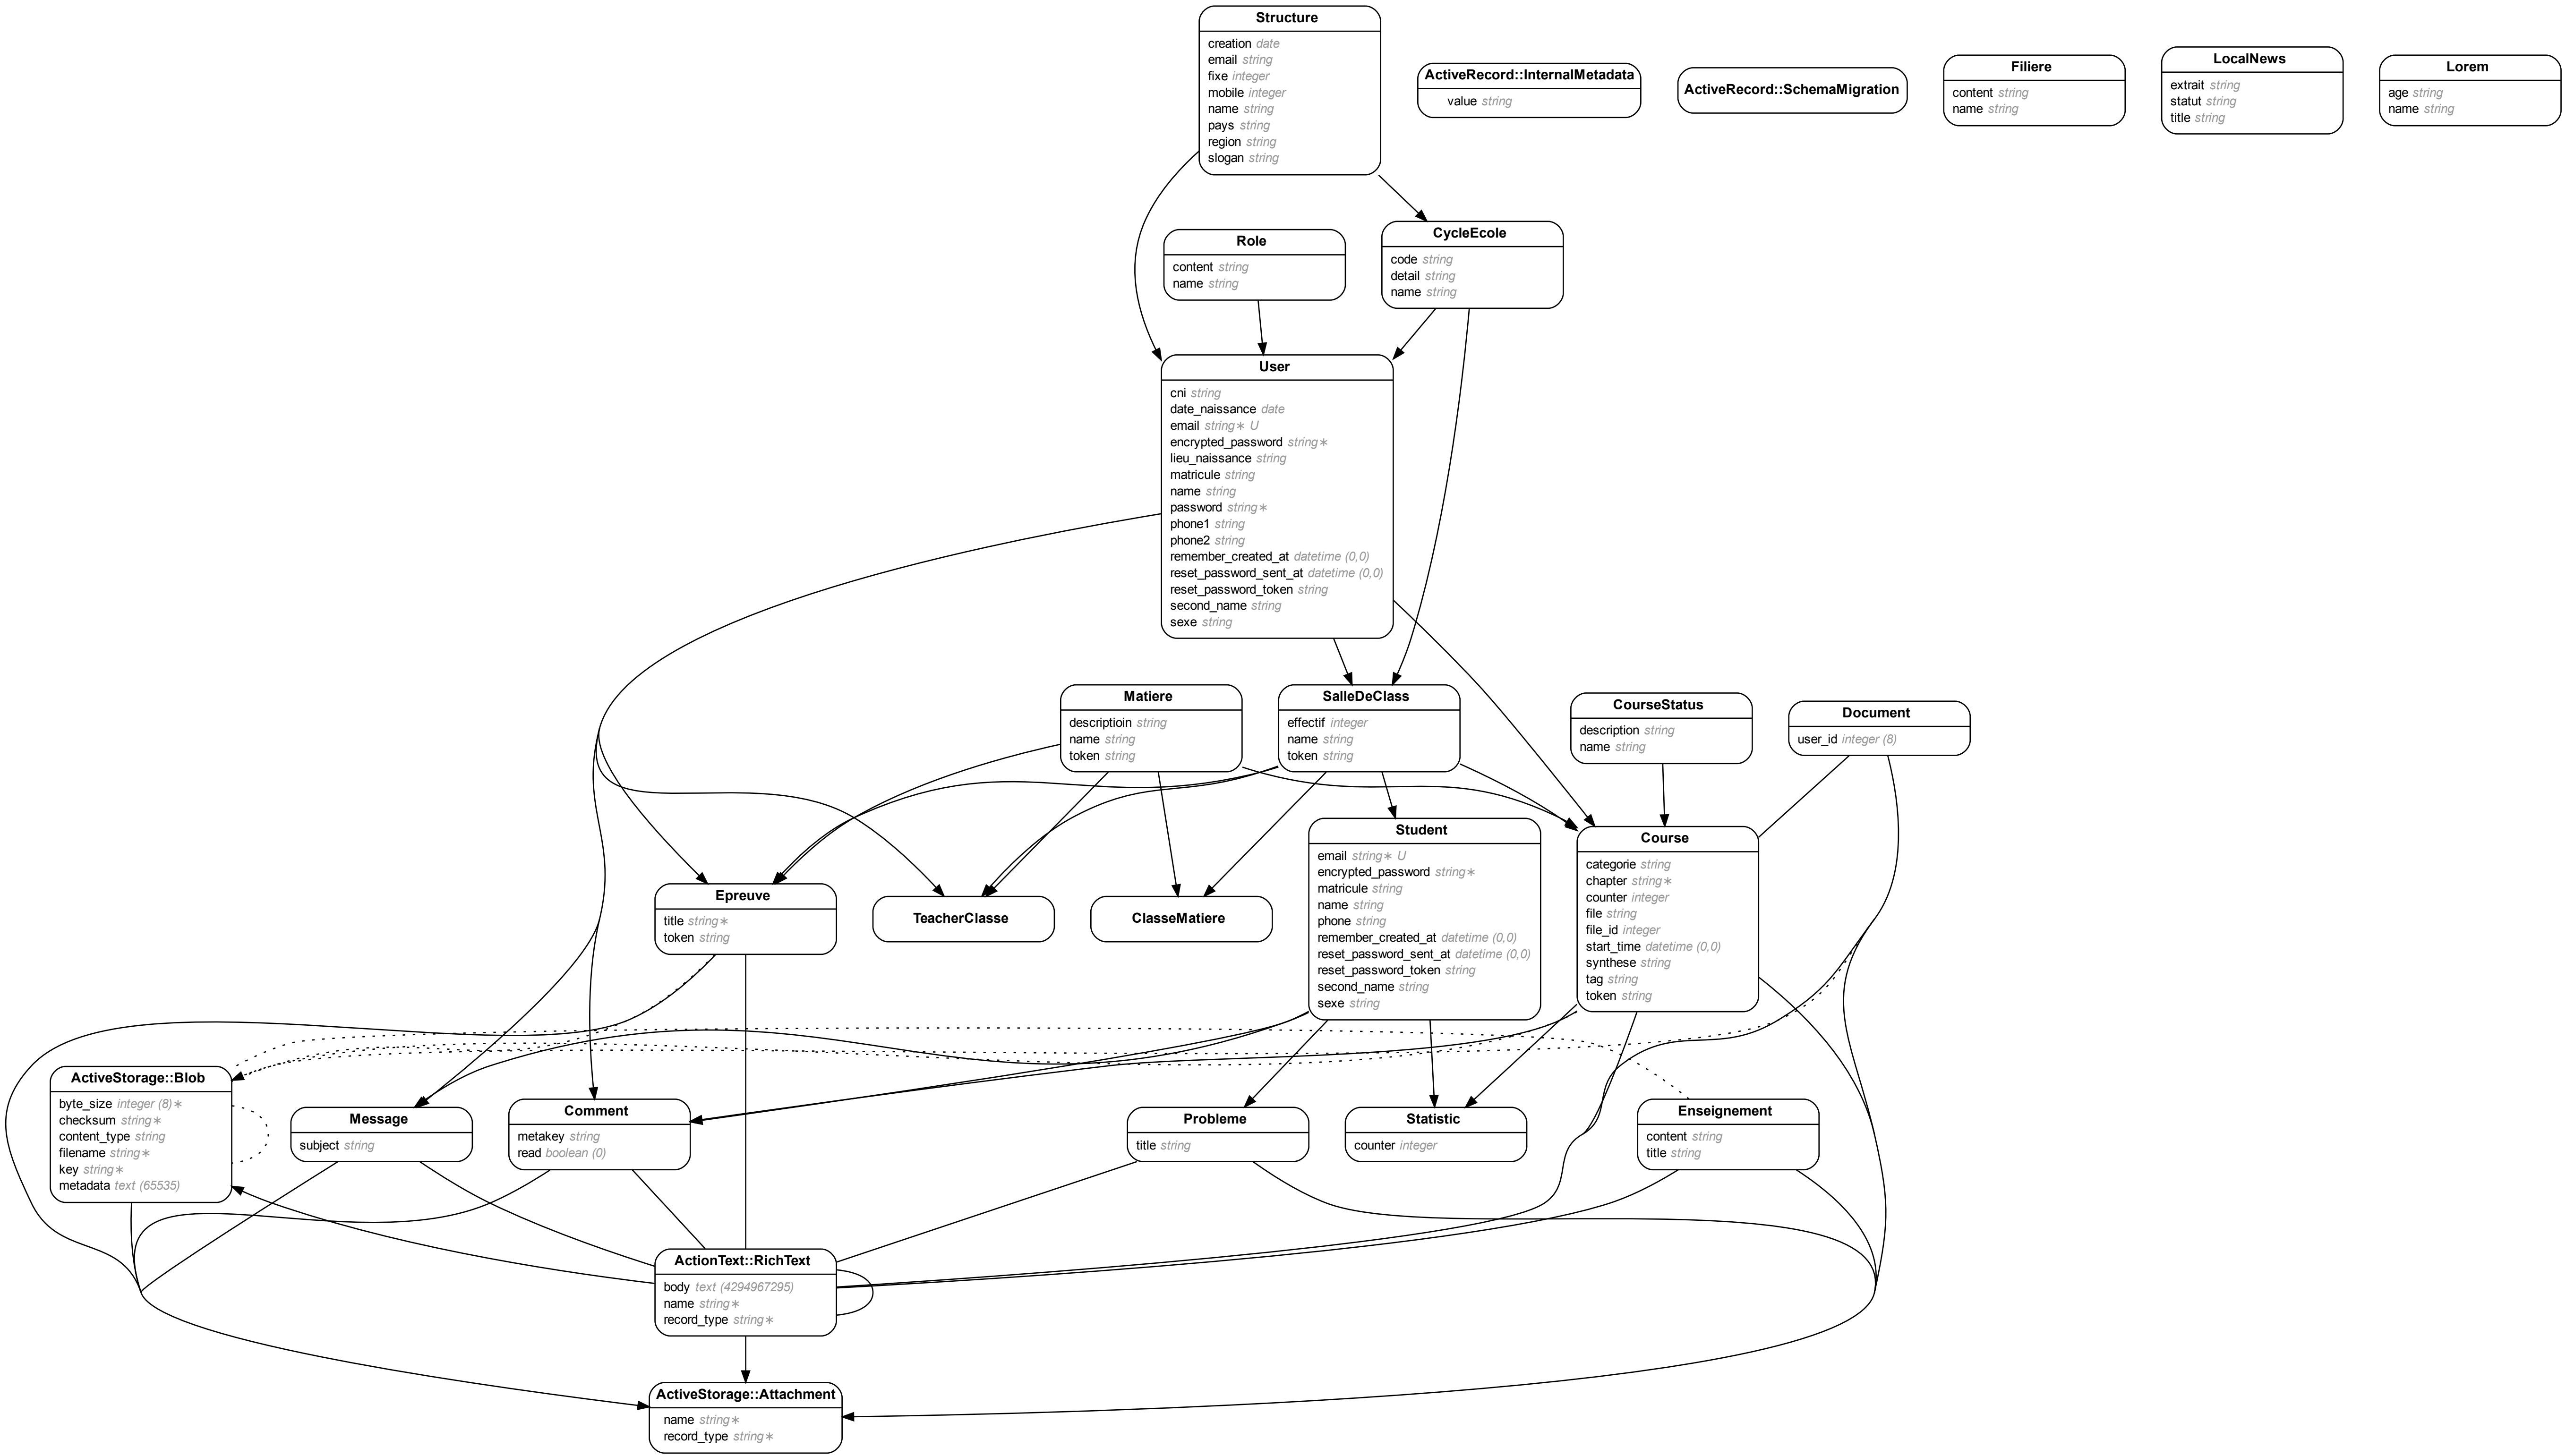 Structure
creation date
email string
fixe integer
mobile integer
name string
pays string
region string
slogan string
ActiveRecord::InternalMetadata
value string
ActiveRecord::SchemaMigration
Filiere
content string
name string
LocalNews
extrait string
statut string
title string
Lorem
age string
name string
Role
content string
name string
CycleEcole
code string
detail string
name string
User
cni string
date_naissance date
email string∗ U
encrypted_password string∗
lieu_naissance string
matricule string
name string
password string∗
phone1 string
phone2 string
remember_created_at datetime (0,0)
reset_password_sent_at datetime (0,0)
reset_password_token string
second_name string
sexe string
Matiere
descriptioin string
name string
token string
SalleDeClass
effectif integer
name string
token string
CourseStatus
description string
name string
Document
user_id integer (8)
Epreuve
title string∗
token string
TeacherClasse
ClasseMatiere
Student
email string∗ U
encrypted_password string∗
matricule string
name string
phone string
remember_created_at datetime (0,0)
reset_password_sent_at datetime (0,0)
reset_password_token string
second_name string
sexe string
Course
categorie string
chapter string∗
counter integer
file string
file_id integer
start_time datetime (0,0)
synthese string
tag string
token string
ActiveStorage::Blob
byte_size integer (8)∗
checksum string∗
content_type string
filename string∗
key string∗
metadata text (65535)
Message
subject string
Comment
metakey string
read boolean (0)
Probleme
title string
Statistic
counter integer
Enseignement
content string
title string
ActionText::RichText
body text (4294967295)
name string∗
record_type string∗
ActiveStorage::Attachment
name string∗
record_type string∗